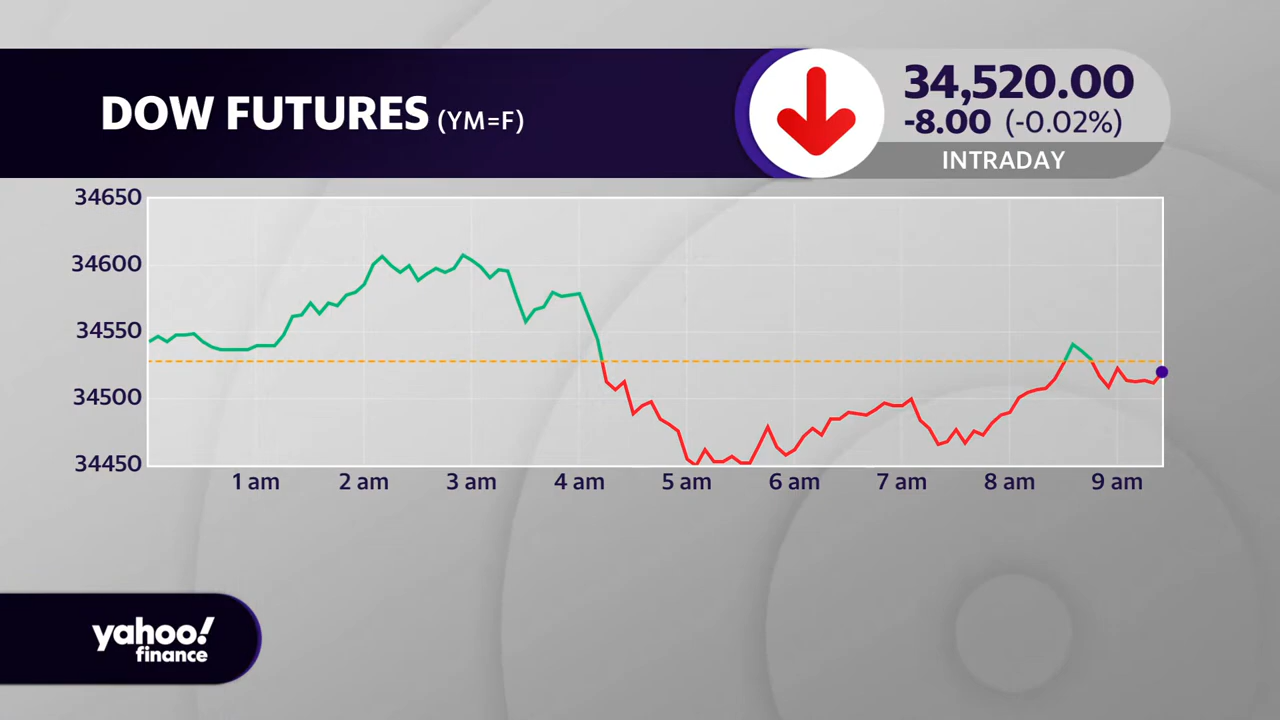 DOW FUTURES (YM=F)
34,520.00
-8.00 (-0.02%)
INTRADAY
34650
34600
34550
34500
34450
1 am 2 am 3 am 4 am 5 am 6 am 7 am 8 am 9 am
yahoo!
finance